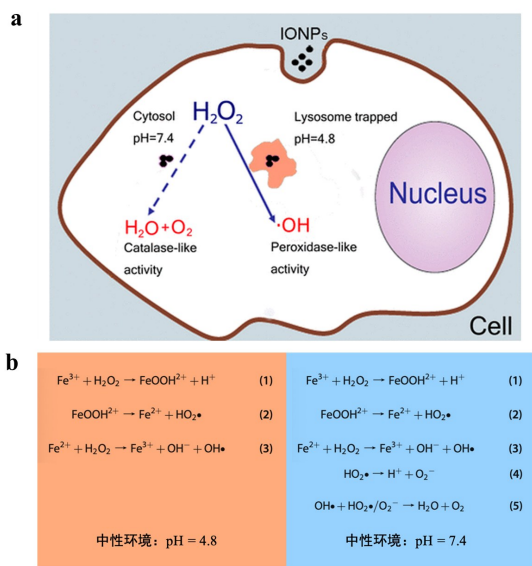 a
IONPs
Cytosol
pH=7.4
H₂O₂
Lysosome trapped
pH=4.8
H₂O+O₂
Catalase-like
activity
·OH
Peroxidase-like
activity
Nucleus
Cell
b
Fe³⁺ + H₂O₂ → FeOOH²⁺ + H⁺ (1)
FeOOH²⁺ → Fe²⁺ + HO₂• (2)
Fe²⁺ + H₂O₂ → Fe³⁺ + OH⁻ + OH• (3)
中性环境：pH = 4.8
Fe³⁺ + H₂O₂ → FeOOH²⁺ + H⁺ (1)
FeOOH²⁺ → Fe²⁺ + HO₂• (2)
Fe²⁺ + H₂O₂ → Fe³⁺ + OH⁻ + OH• (3)
HO₂• → H⁺ + O₂⁻ (4)
OH• + HO₂•/O₂⁻ → H₂O + O₂ (5)
中性环境：pH = 7.4